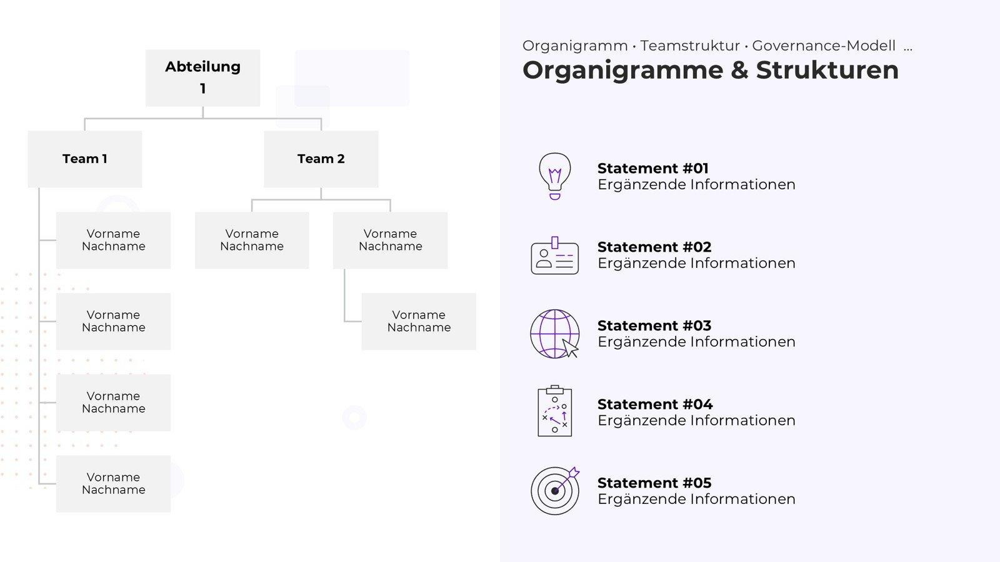 Abteilung
1
Team 1
Team 2
Vorname
Nachname
Vorname
Nachname
Vorname
Nachname
Vorname
Nachname
Vorname
Nachname
Vorname
Nachname
Vorname
Nachname
Organigramm • Teamstruktur • Governance-Modell ...
Organigramme & Strukturen
Statement #01
Ergänzende Informationen
Statement #02
Ergänzende Informationen
Statement #03
Ergänzende Informationen
Statement #04
Ergänzende Informationen
Statement #05
Ergänzende Informationen